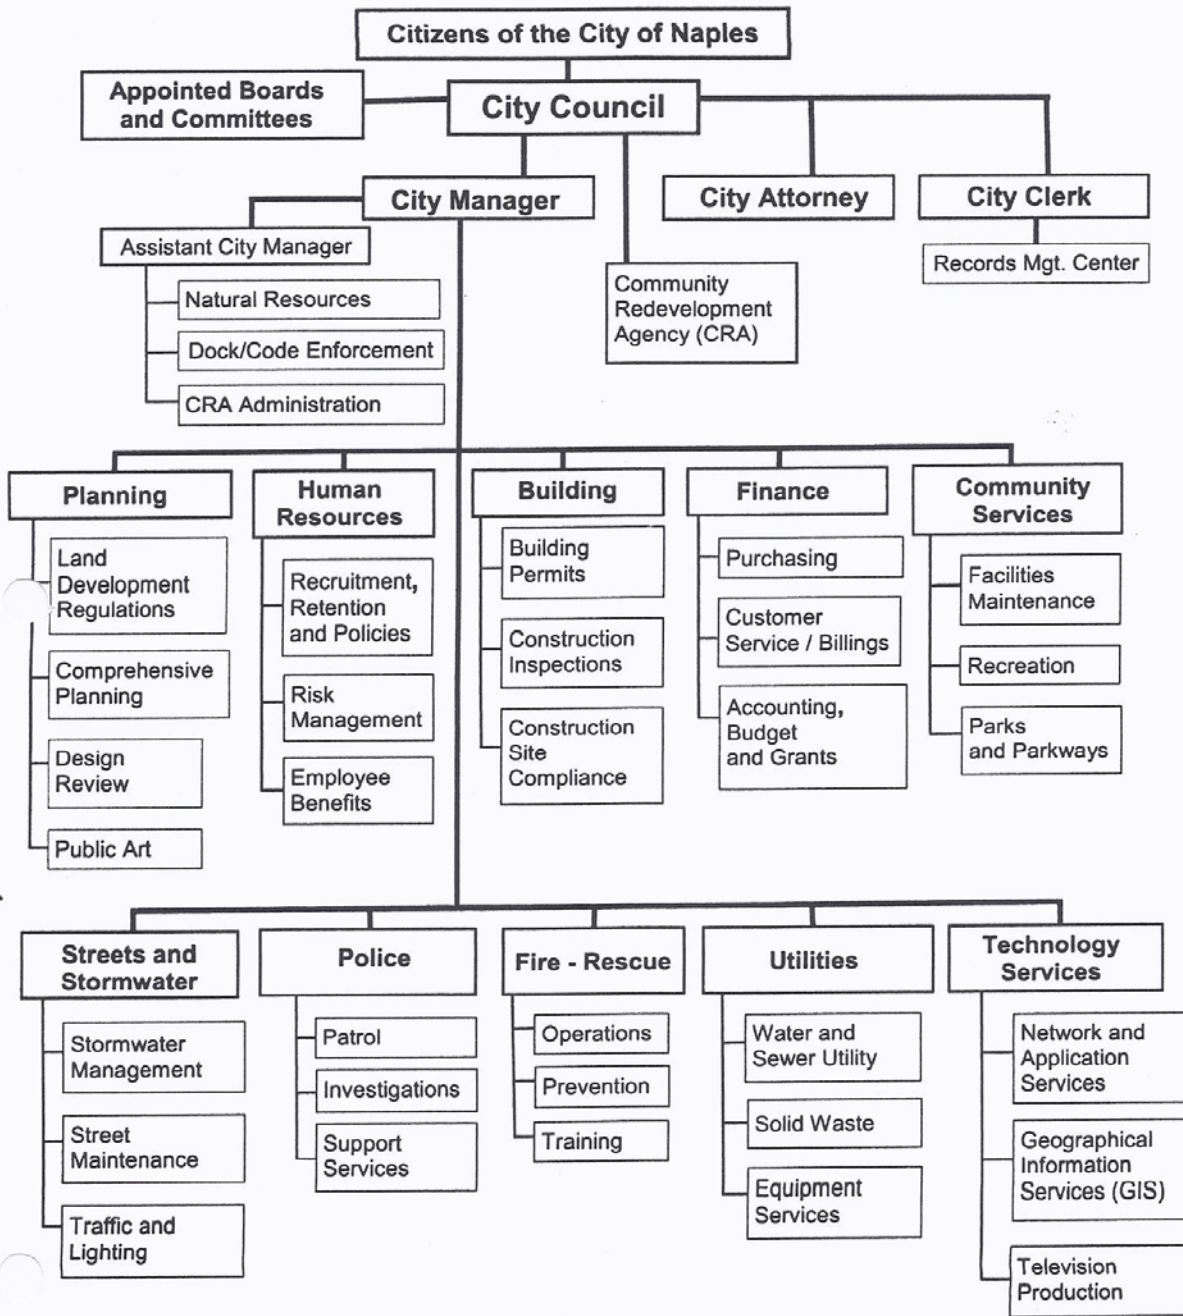 Citizens of the City of Naples
Appointed Boards
and Committees
City Council
City Manager
City Attorney
City Clerk
Assistant City Manager
Records Mgt. Center
Natural Resources
Dock/Code Enforcement
CRA Administration
Community
Redevelopment
Agency (CRA)
Planning
Land
Development
Regulations
Comprehensive
Planning
Design
Review
Public Art
Human
Resources
Recruitment,
Retention
and Policies
Risk
Management
Employee
Benefits
Building
Building
Permits
Construction
Inspections
Construction
Site
Compliance
Finance
Purchasing
Customer
Service / Billings
Accounting,
Budget
and Grants
Community
Services
Facilities
Maintenance
Recreation
Parks
and Parkways
Streets and
Stormwater
Stormwater
Management
Street
Maintenance
Traffic and
Lighting
Police
Patrol
Investigations
Support
Services
Fire - Rescue
Operations
Prevention
Training
Utilities
Water and
Sewer Utility
Solid Waste
Equipment
Services
Technology
Services
Network and
Application
Services
Geographical
Information
Services (GIS)
Television
Production